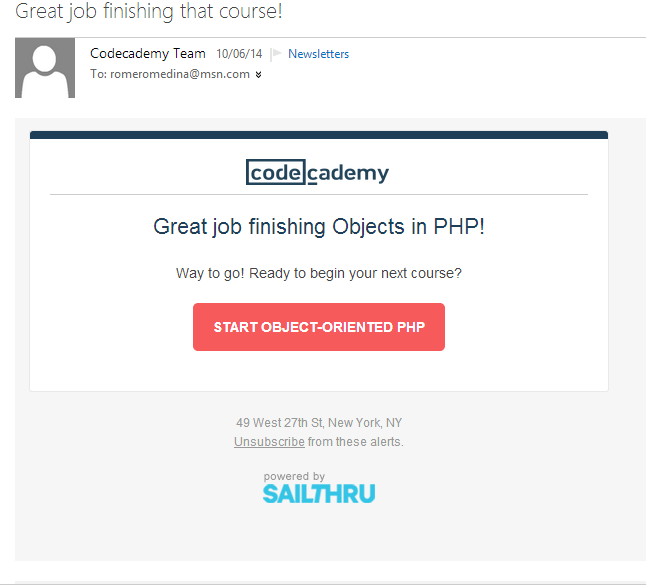 Great job finishing that course!
Codecademy Team 10/06/14 Newsletters
To: romeromedina@msn.com
codecademy
Great job finishing Objects in PHP!
Way to go! Ready to begin your next course?
START OBJECT-ORIENTED PHP
49 West 27th St, New York, NY
Unsubscribe from these alerts.
powered by
SAILTHRU